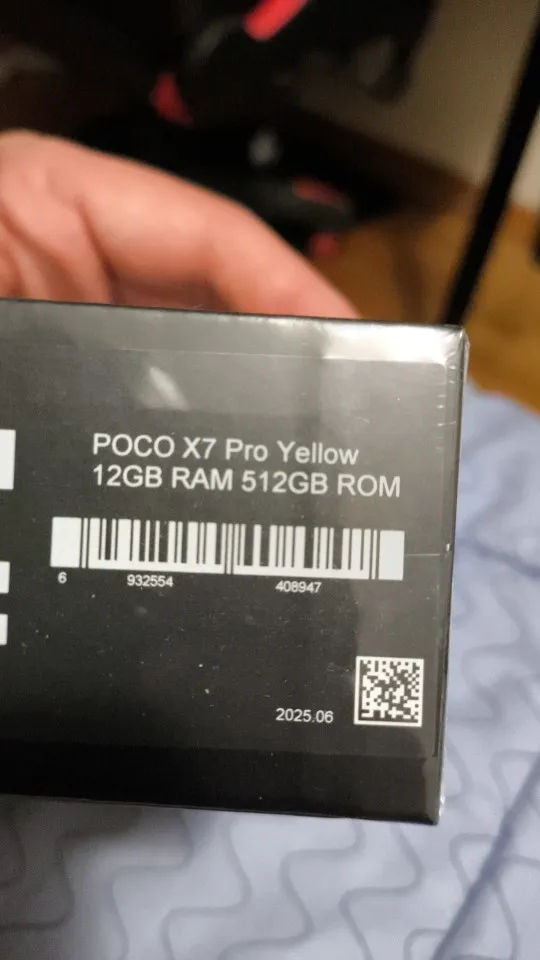 POCO X7 Pro Yellow
12GB RAM 512GB ROM
6 932554 408947
2025.06